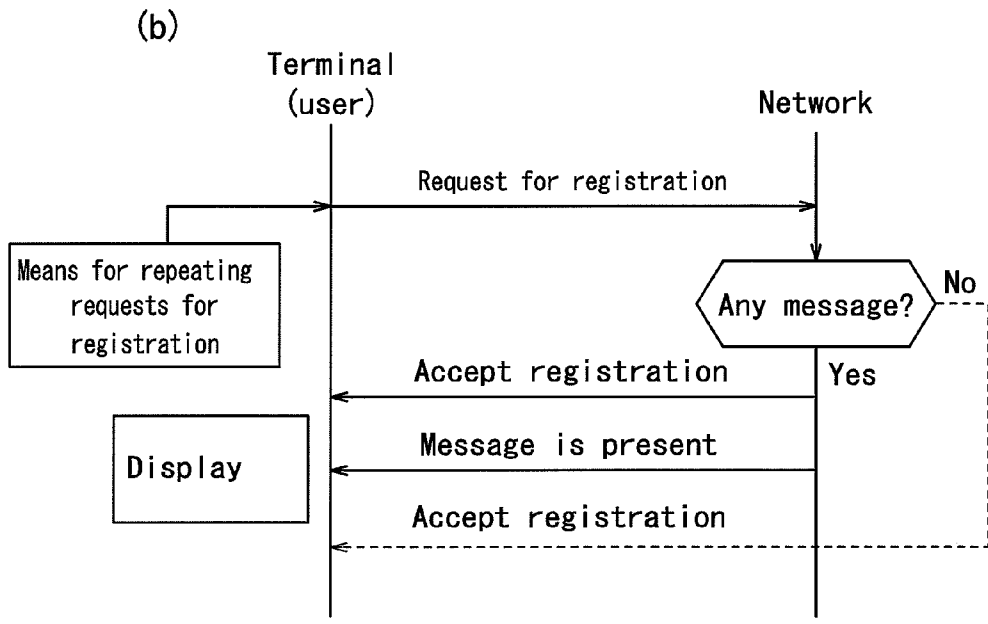 (b)
Terminal
(user)
Network
Request for registration
Means for repeating
requests for
registration
Any message?
No
Yes
Accept registration
Message is present
Display
Accept registration